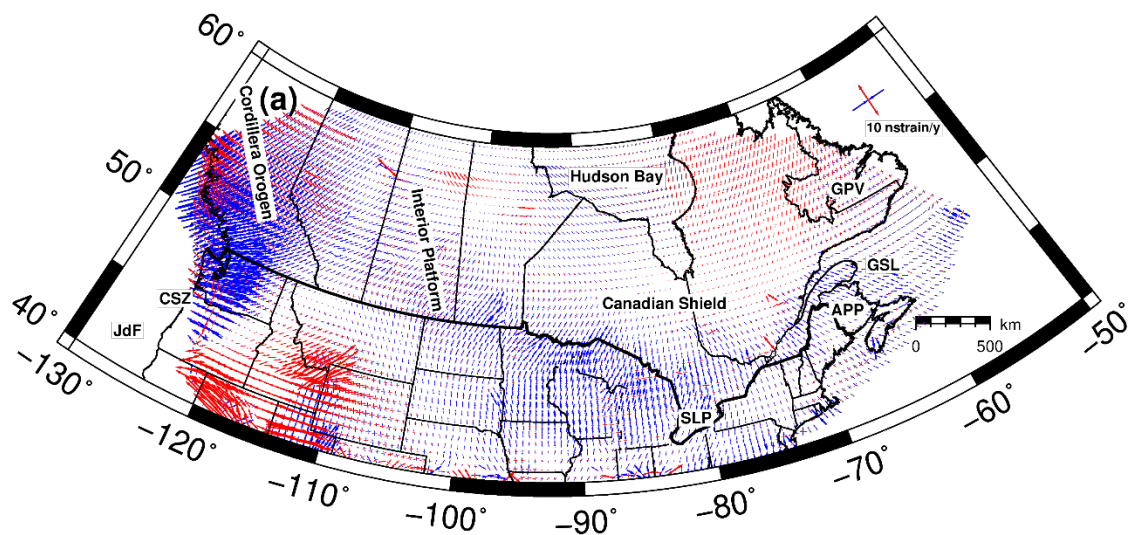 60°
50°
40°
(a)
Cordillera Orogen
Interior Platform
Hudson Bay
Canadian Shield
10 nstrain/y
GPV
GSL
APP
SLP
CSZ
JdF
km
0 500
−130°
−120°
−110°
−100°
−90°
−80°
−70°
−60°
−50°